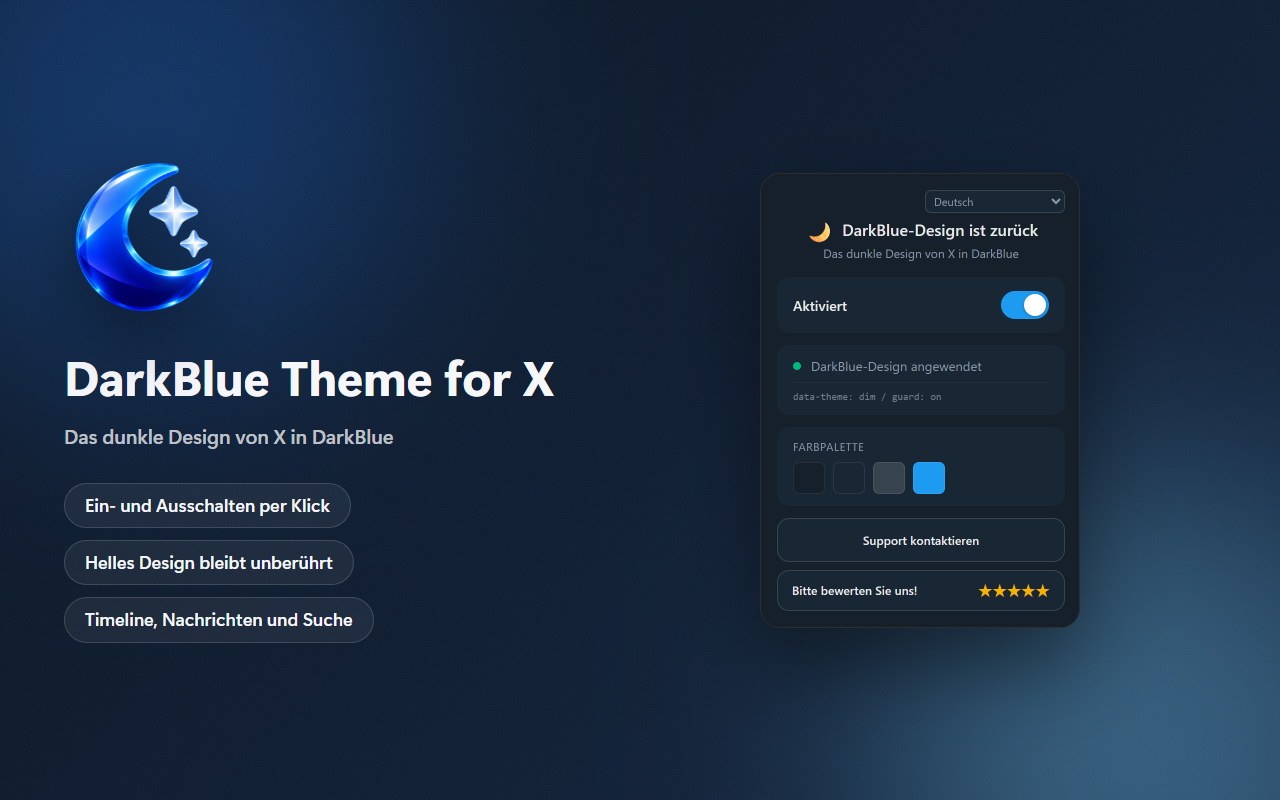 DarkBlue Theme for X
Das dunkle Design von X in DarkBlue
Ein- und Ausschalten per Klick
Helles Design bleibt unberührt
Timeline, Nachrichten und Suche
Deutsch
DarkBlue-Design ist zurück
Das dunkle Design von X in DarkBlue
Aktiviert
DarkBlue-Design angewendet
data-theme: dim / guard: on
FARBPALETTE
Support kontaktieren
Bitte bewerten Sie uns! ★★★★★